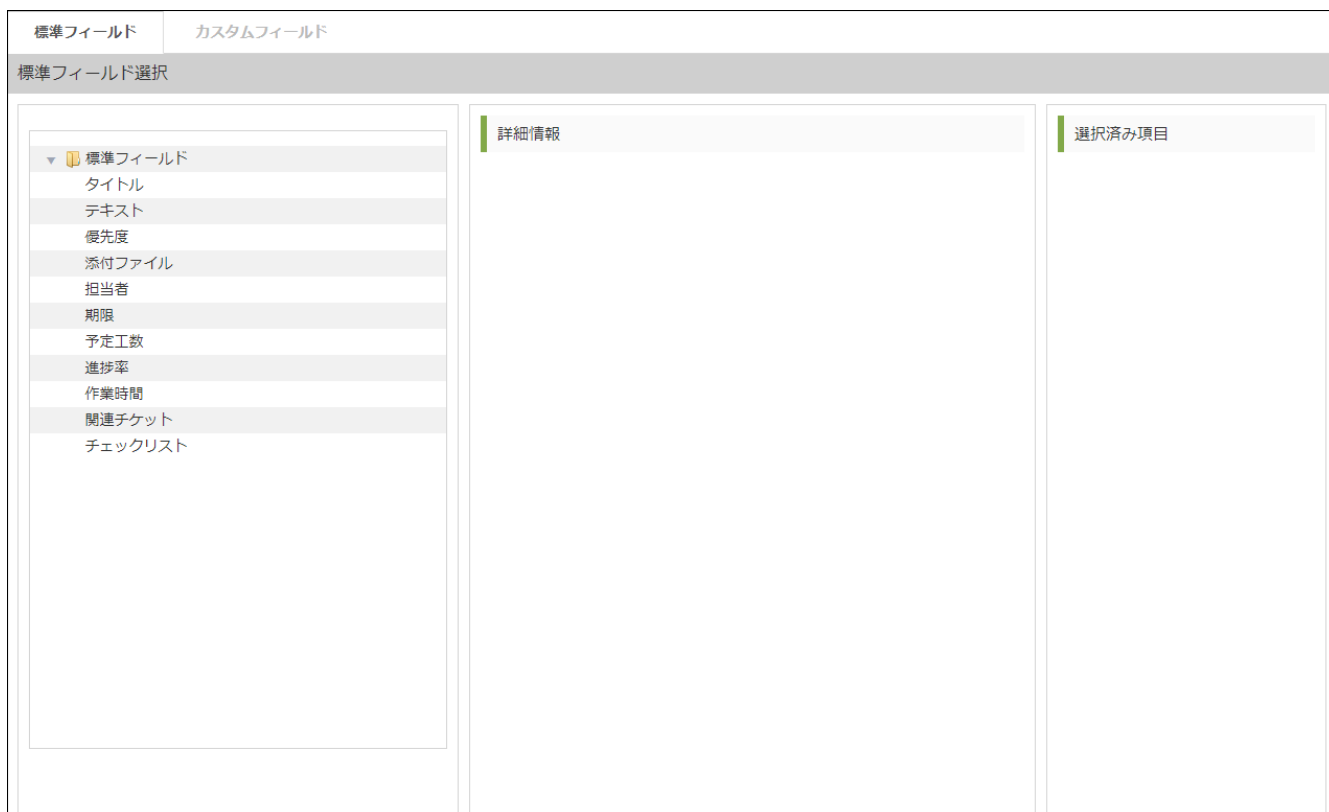 標準フィールド
カスタムフィールド
標準フィールド選択
標準フィールド
タイトル
テキスト
優先度
添付ファイル
担当者
期限
予定工数
進捗率
作業時間
関連チケット
チェックリスト
詳細情報
選択済み項目